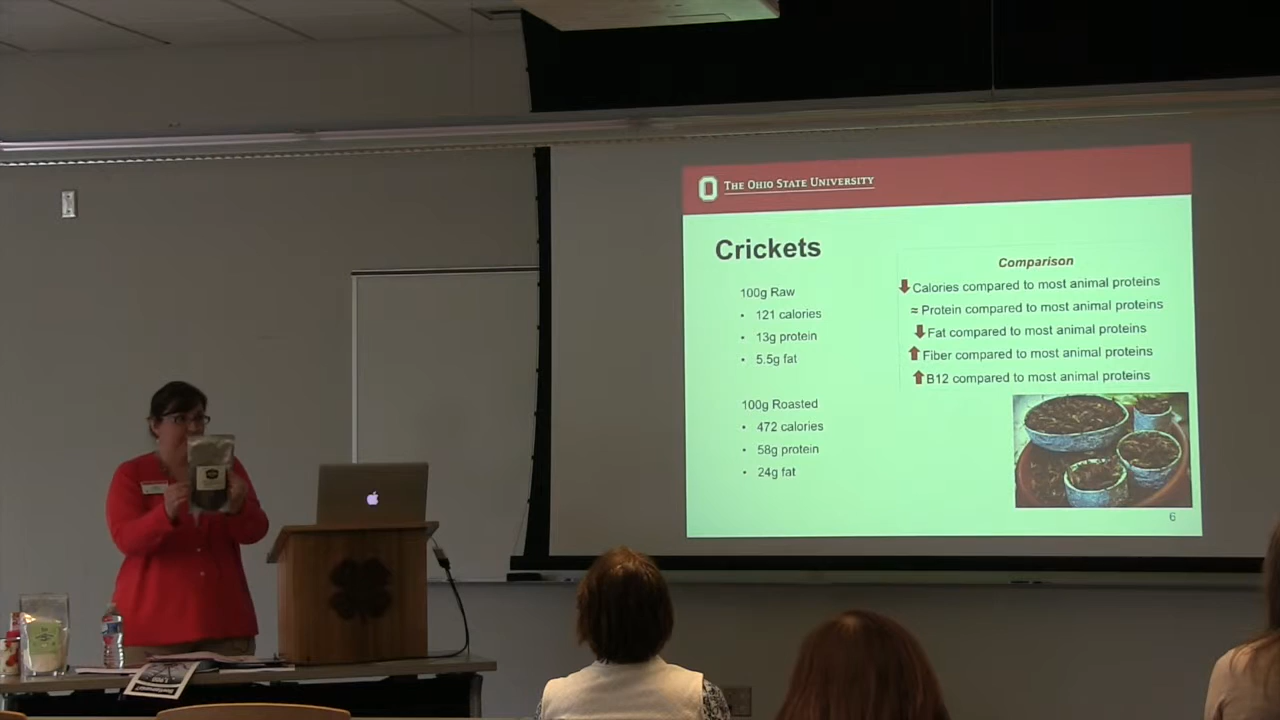 THE OHIO STATE UNIVERSITY
Crickets
100g Raw
• 121 calories
• 13g protein
• 5.5g fat
100g Roasted
• 472 calories
• 58g protein
• 24g fat
Comparison
Calories compared to most animal proteins
≈ Protein compared to most animal proteins
Fat compared to most animal proteins
Fiber compared to most animal proteins
B12 compared to most animal proteins
6